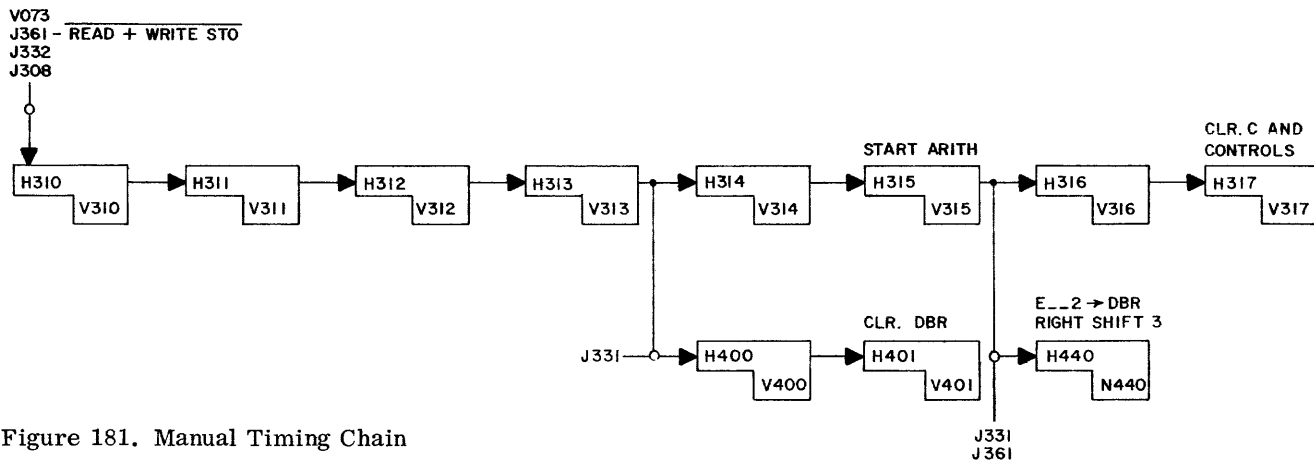 V073
J361 - READ + WRITE STO
J332
J308
H310
V310
H311
V311
H312
V312
H313
V313
H314
V314
START ARITH
H315
V315
H316
V316
CLR. C AND
CONTROLS
H317
V317
J331
H400
V400
CLR. DBR
H401
V401
E__2 → DBR
RIGHT SHIFT 3
H440
N440
J331
J361
Figure 181. Manual Timing Chain